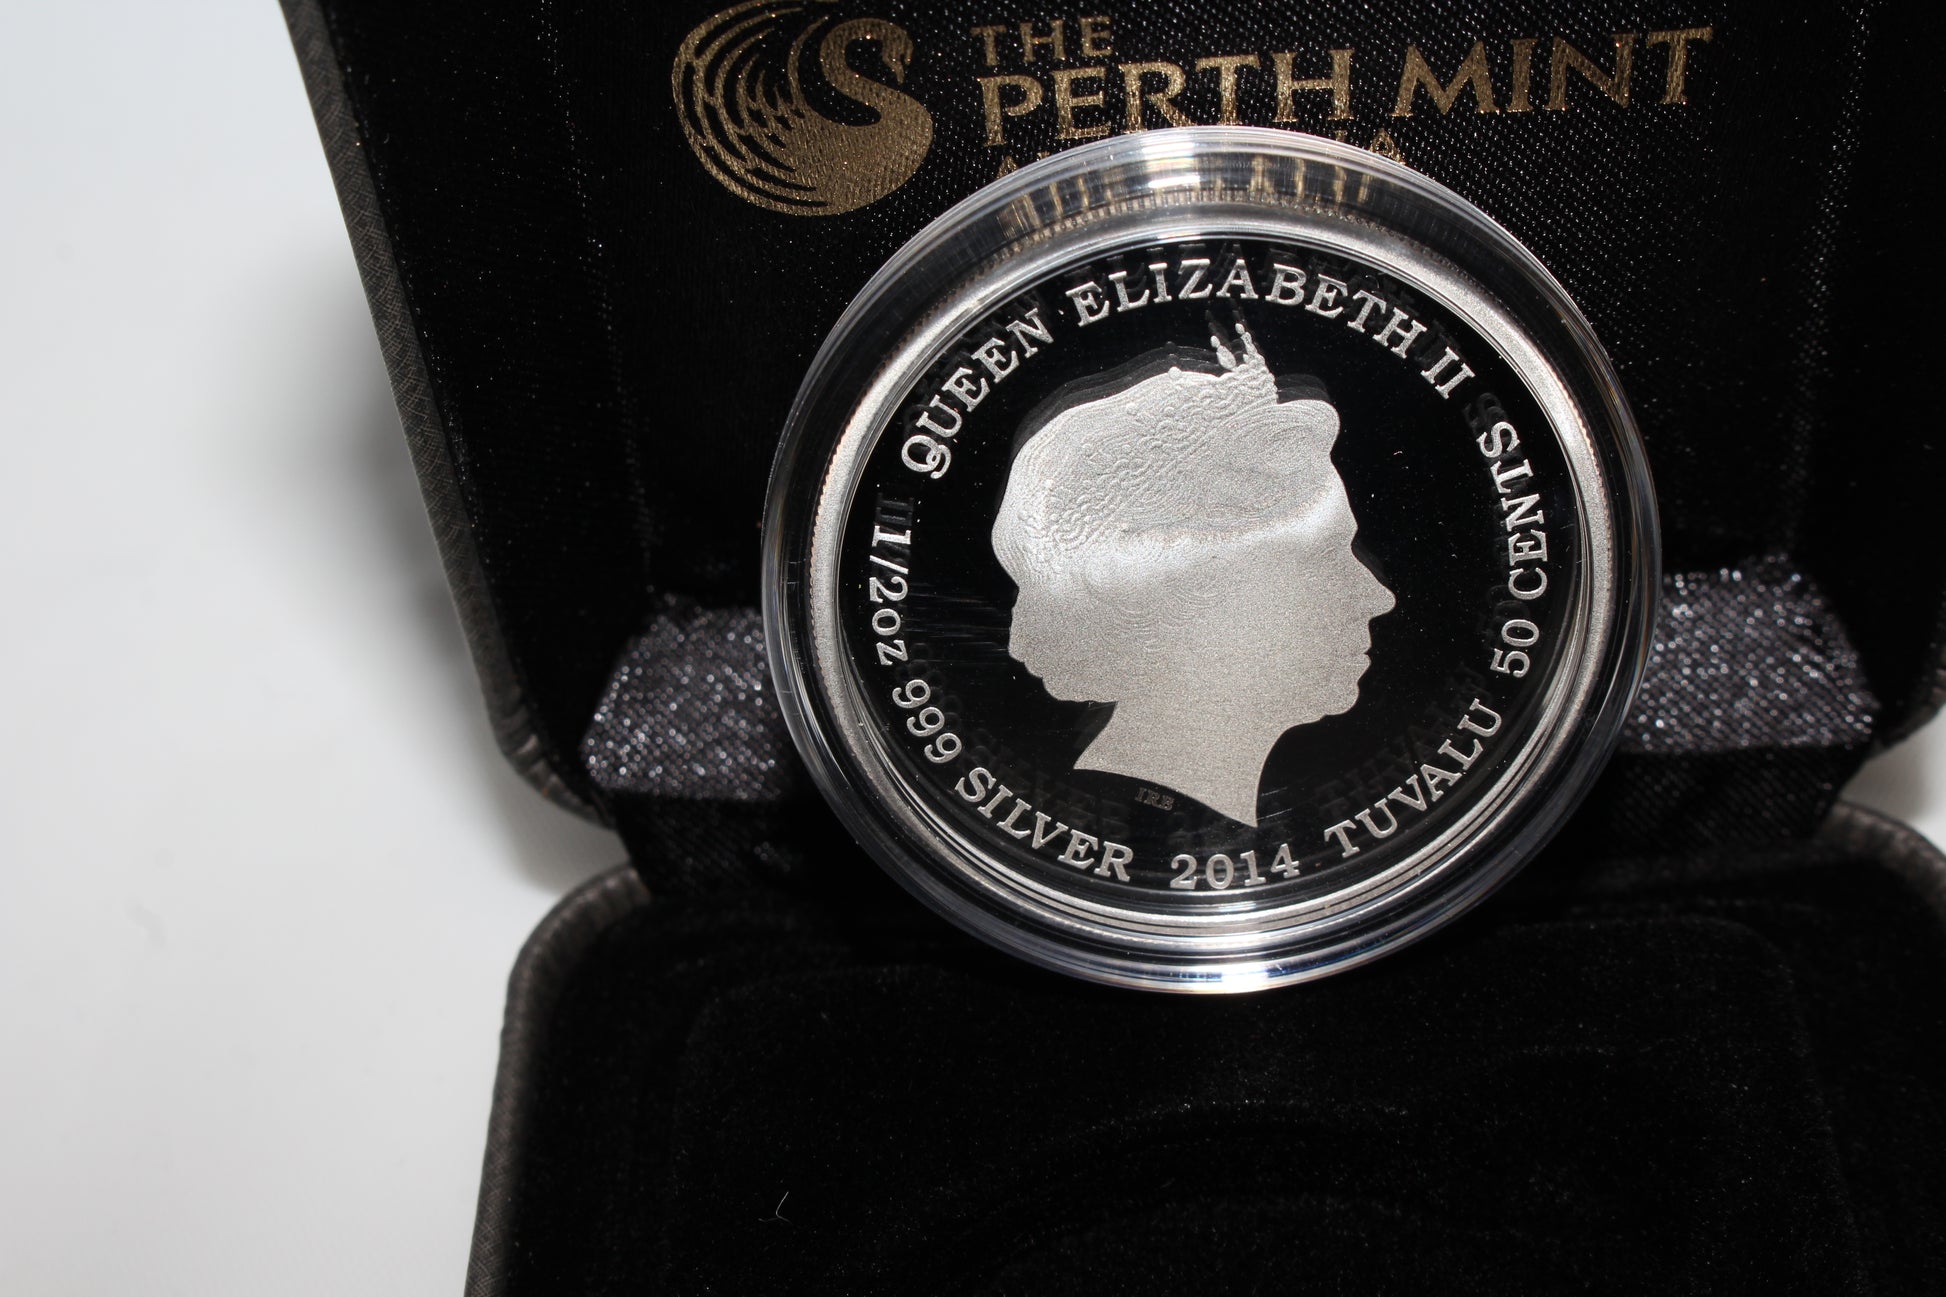 THE
PERTH MINT
QUEEN ELIZABETH II
1/2oz 999 SILVER 2014 TUVALU 50 CENTS
IRB